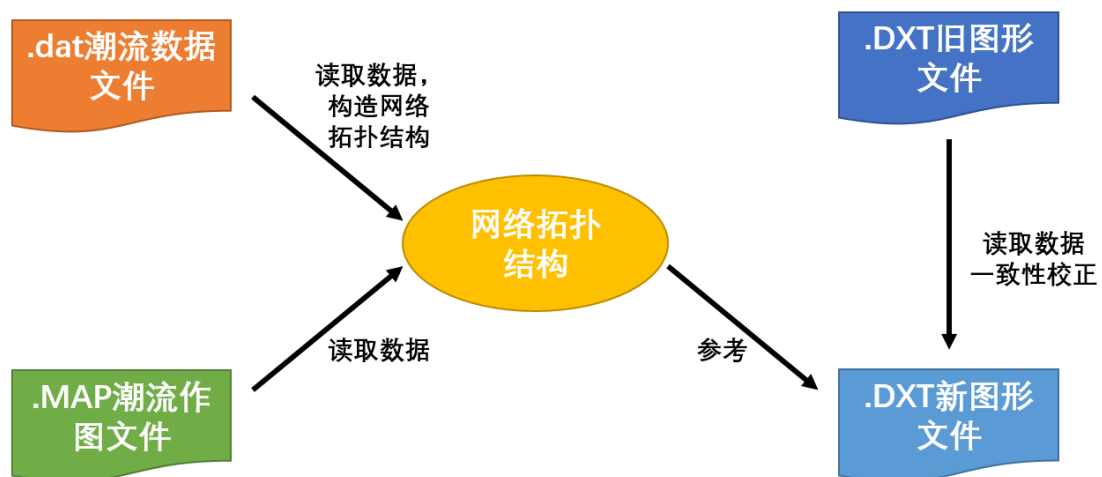 .dat潮流数据
文件
读取数据，
构造网络
拓扑结构
.DXT旧图形
文件
网络拓扑
结构
读取数据
一致性校正
.MAP潮流作
图文件
读取数据
参考
.DXT新图形
文件